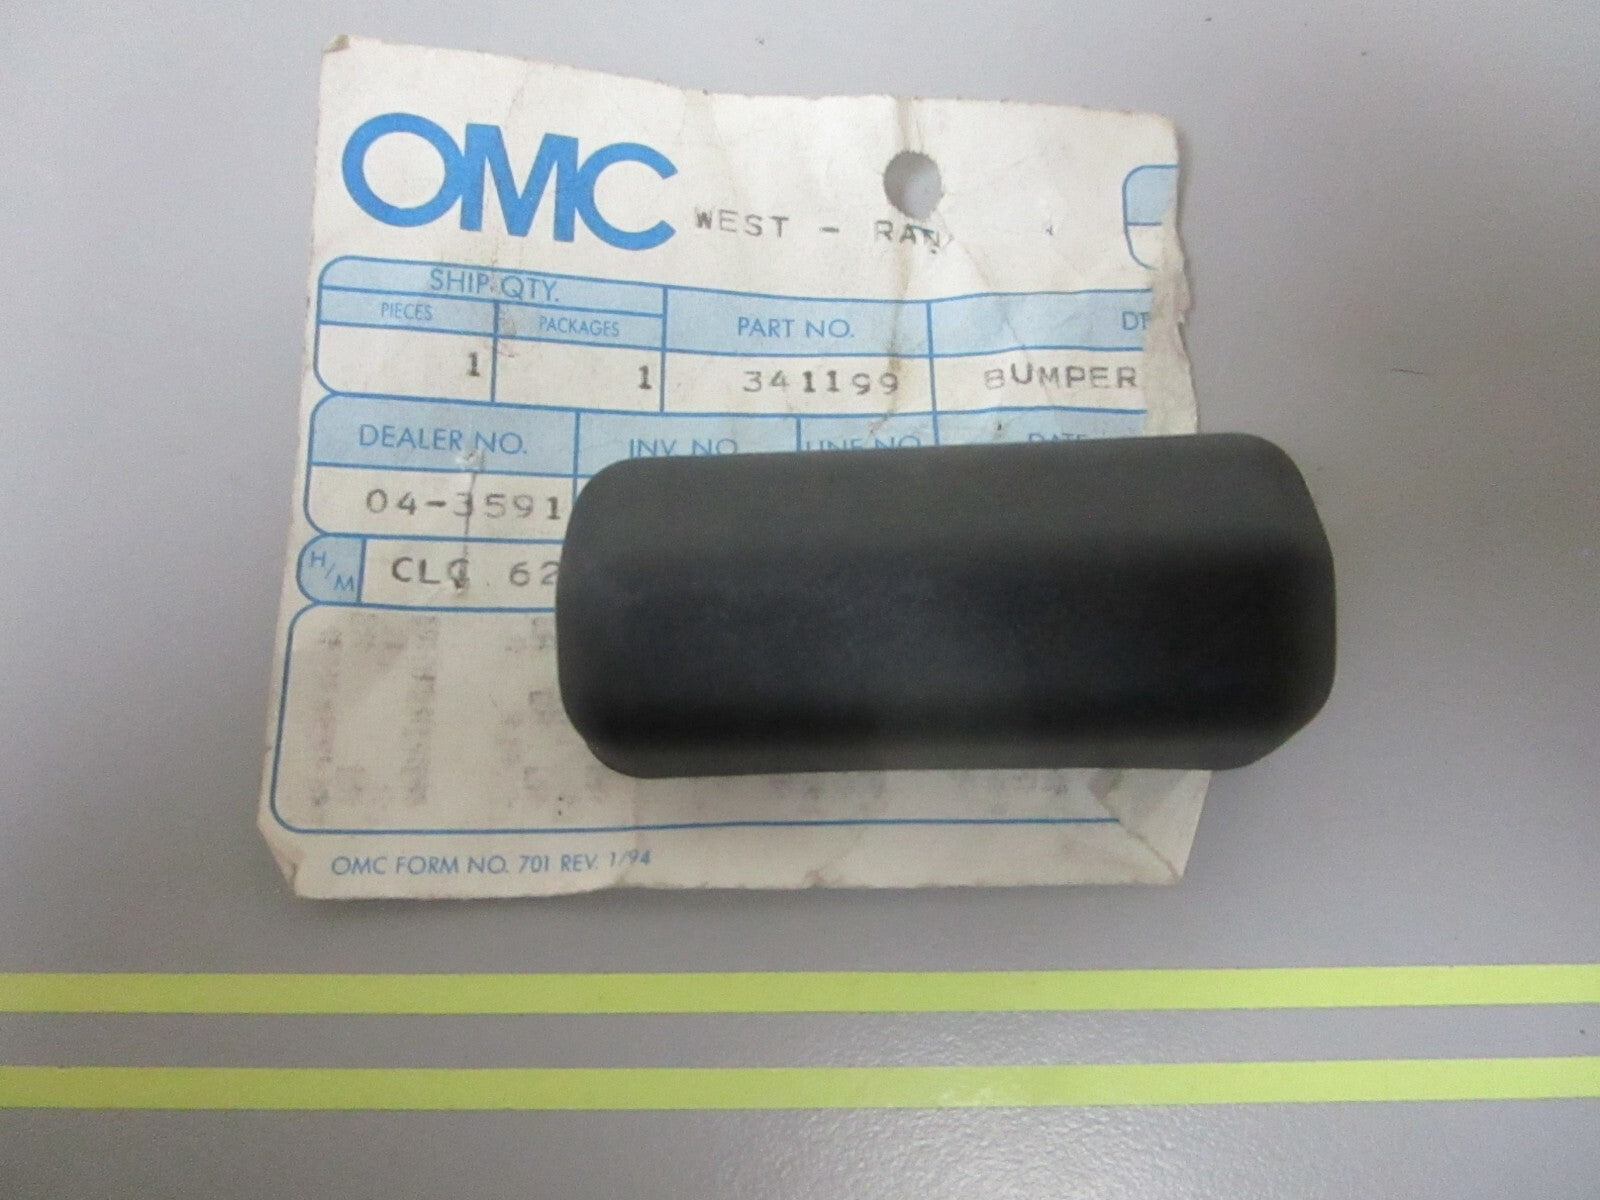 OMC
WEST - RAN
SHIP. QTY.
PIECES PACKAGES PART NO.
1 1 341199 BUMPER
DEALER NO. INV. NO. LINE NO. DATE
04-3591
H/M CLC 62
OMC FORM NO. 701 REV. 1/94